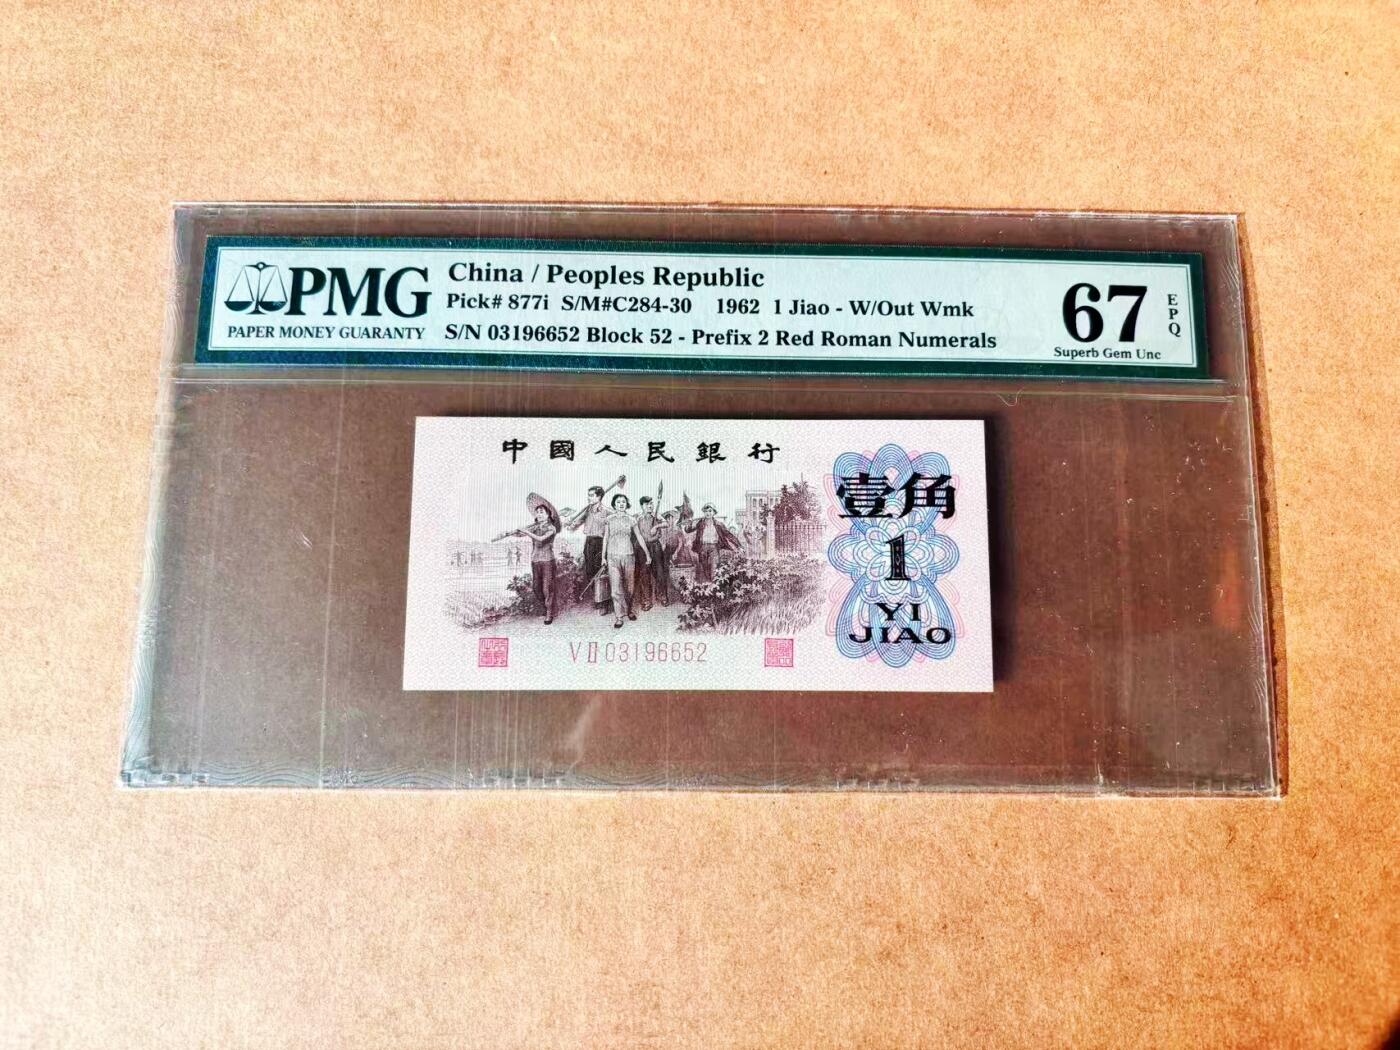 PMG
PAPER MONEY GUARANTY
China / Peoples Republic
Pick# 877i S/M#C284-30 1962 1 Jiao - W/Out Wmk
S/N 03196652 Block 52 - Prefix 2 Red Roman Numerals
67
EPQ
Superb Gem Unc
中國人民銀行
壹角
1
YI
JIAO
VⅡ03196652